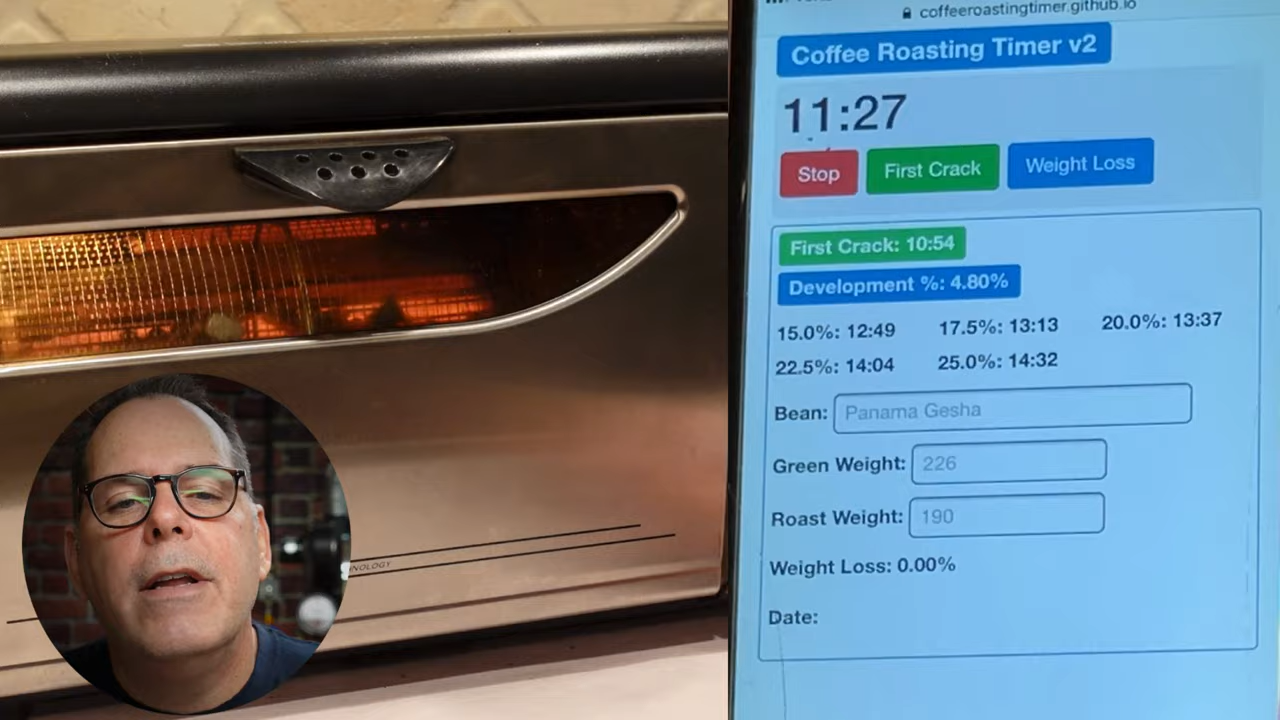 coffeeroastingtimer.github.io
Coffee Roasting Timer v2
11:27
Stop First Crack Weight Loss
First Crack: 10:54
Development %: 4.80%
15.0%: 12:49 17.5%: 13:13 20.0%: 13:37
22.5%: 14:04 25.0%: 14:32
Bean: Panama Gesha
Green Weight: 226
Roast Weight: 190
Weight Loss: 0.00%
Date: